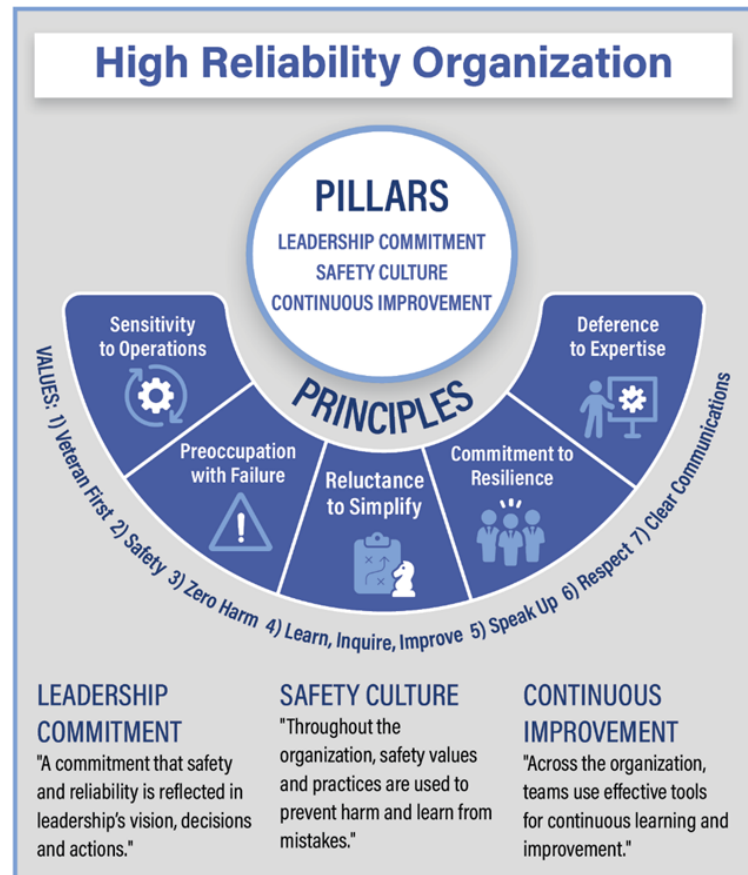 High Reliability Organization
PILLARS
LEADERSHIP COMMITMENT
SAFETY CULTURE
CONTINUOUS IMPROVEMENT
PRINCIPLES
Sensitivity
to Operations
Preoccupation
with Failure
Reluctance
to Simplify
Commitment to
Resilience
Deference
to Expertise
VALUES: 1) Veteran First 2) Safety 3) Zero Harm 4) Learn, Inquire, Improve 5) Speak Up 6) Respect 7) Clear Communications
LEADERSHIP
COMMITMENT
"A commitment that safety
and reliability is reflected in
leadership's vision, decisions
and actions."
SAFETY CULTURE
"Throughout the
organization, safety values
and practices are used to
prevent harm and learn from
mistakes."
CONTINUOUS
IMPROVEMENT
"Across the organization,
teams use effective tools
for continuous learning and
improvement."